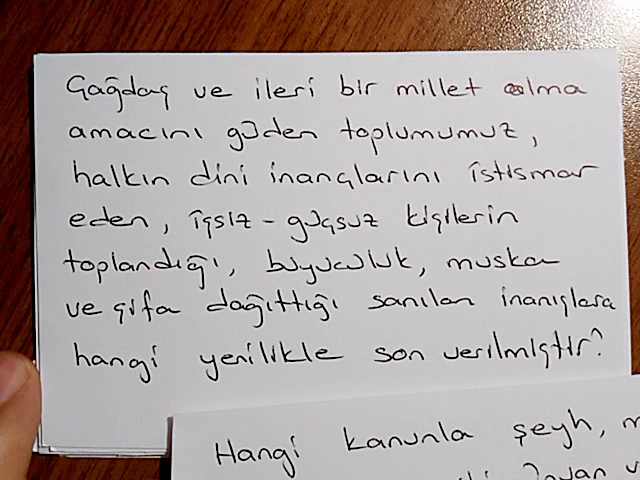 Çağdaş ve ileri bir millet olma
amacını güden toplumumuz,
halkın dini inançlarını istismar
eden, işsiz-güçsüz kişilerin
toplandığı, büyücülük, muska
ve şifa dağıttığı sanılan inanışlara
hangi yenilikle son verilmiştir?
Hangi kanunla şeyh,